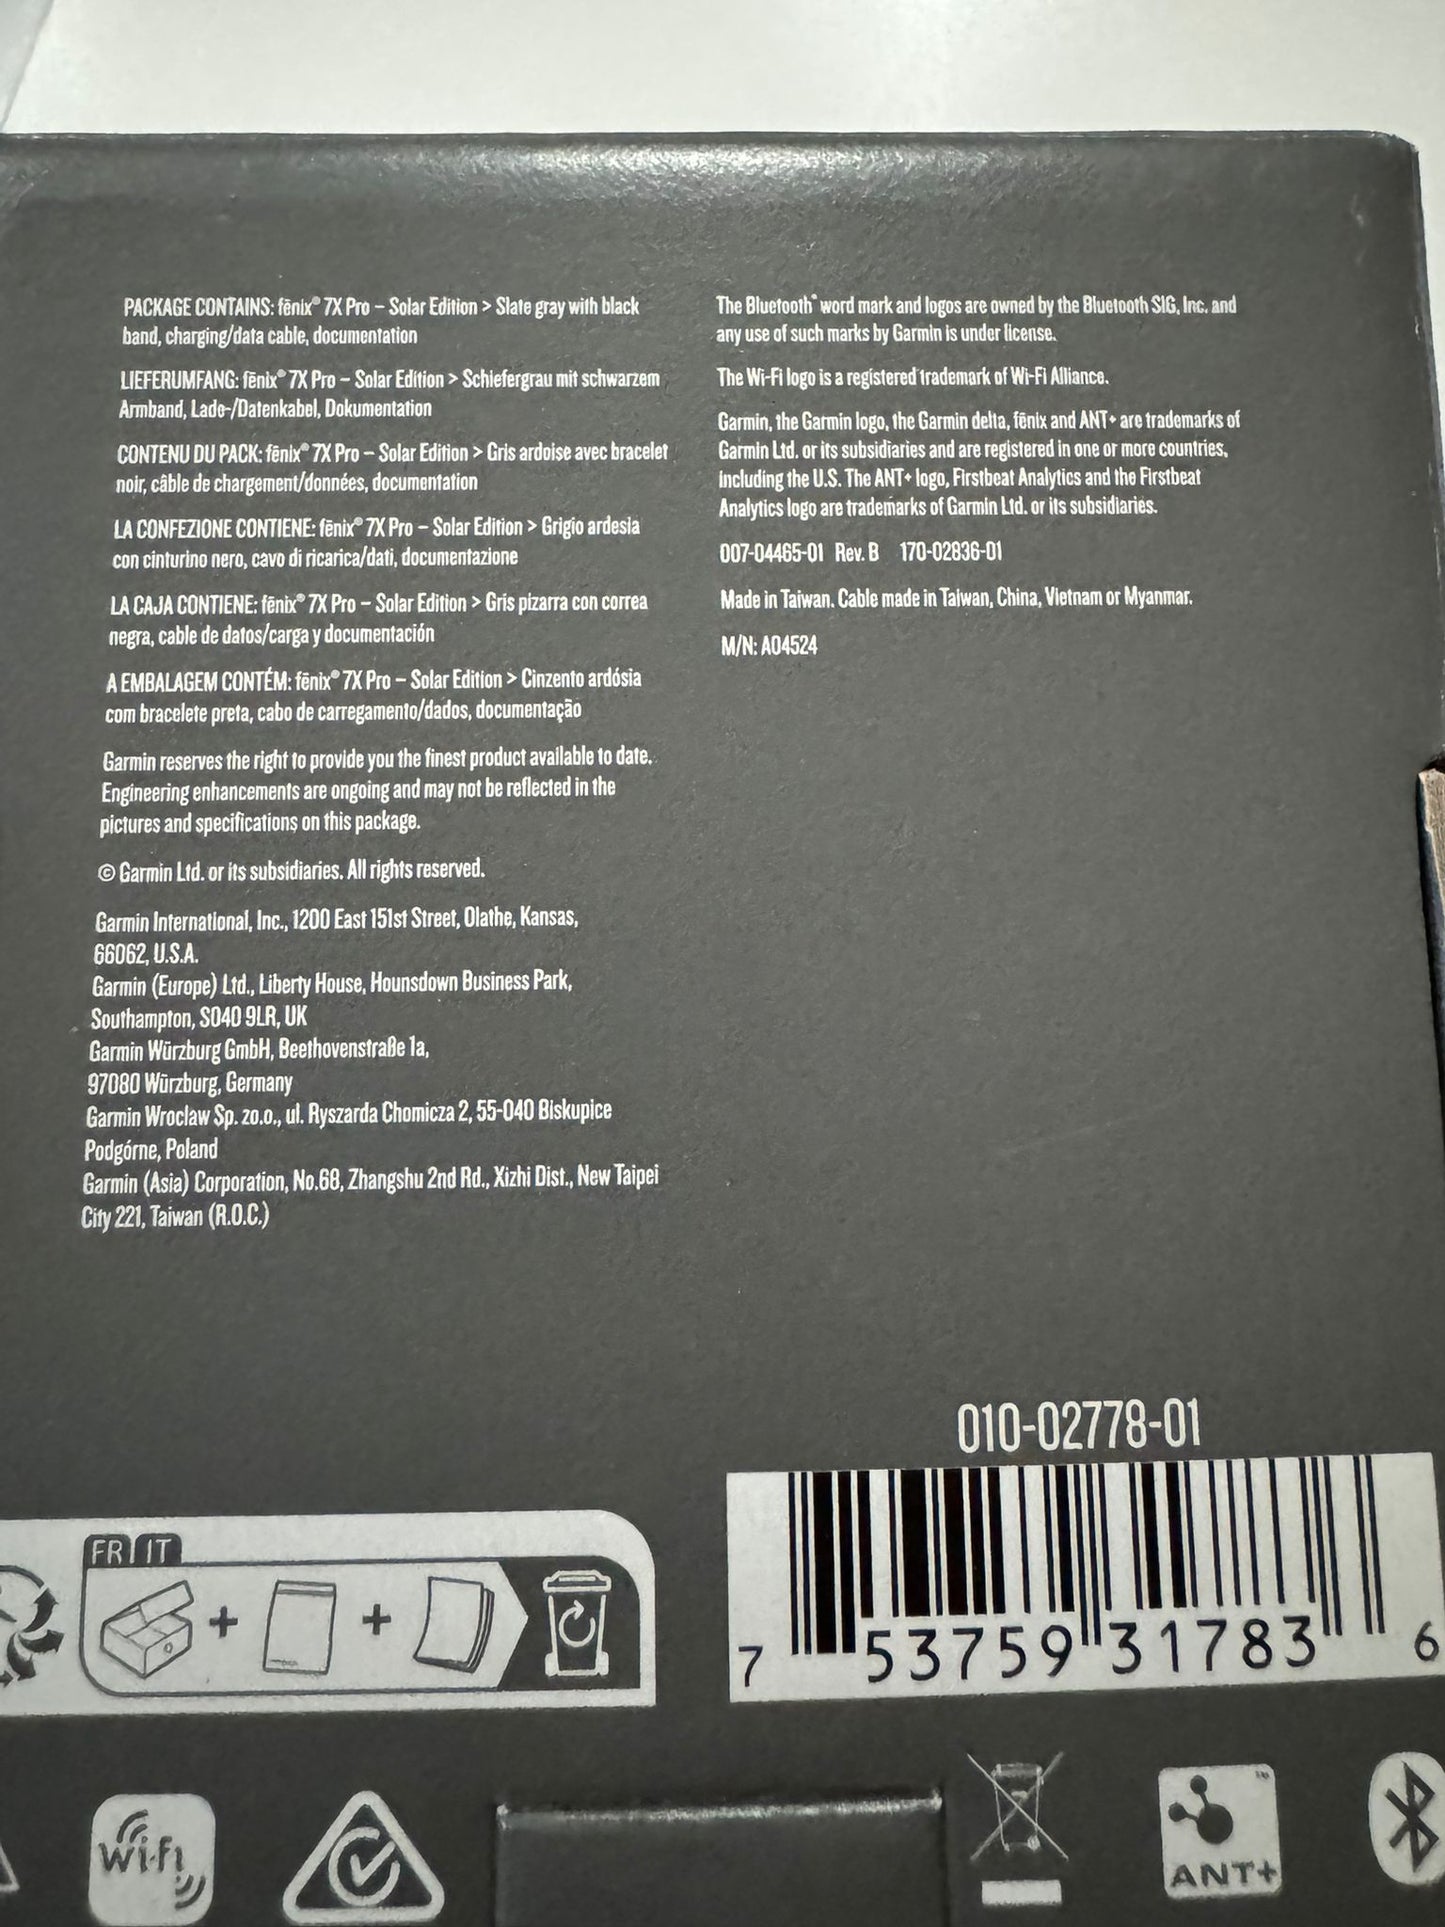 PACKAGE CONTAINS: fēnix® 7X Pro – Solar Edition > Slate gray with black
band, charging/data cable, documentation
LIEFERUMFANG: fēnix® 7X Pro – Solar Edition > Schiefergrau mit schwarzem
Armband, Lade-/Datenkabel, Dokumentation
CONTENU DU PACK: fēnix® 7X Pro – Solar Edition > Gris ardoise avec bracelet
noir, câble de chargement/données, documentation
LA CONFEZIONE CONTIENE: fēnix® 7X Pro – Solar Edition > Grigio ardesia
con cinturino nero, cavo di ricarica/dati, documentazione
LA CAJA CONTIENE: fēnix® 7X Pro – Solar Edition > Gris pizarra con correa
negra, cable de datos/carga y documentación
A EMBALAGEM CONTÉM: fēnix® 7X Pro – Solar Edition > Cinzento ardósia
com bracelete preta, cabo de carregamento/dados, documentação
Garmin reserves the right to provide you the finest product available to date.
Engineering enhancements are ongoing and may not be reflected in the
pictures and specifications on this package.
© Garmin Ltd. or its subsidiaries. All rights reserved.
Garmin International, Inc., 1200 East 151st Street, Olathe, Kansas,
66062, U.S.A.
Garmin (Europe) Ltd., Liberty House, Hounsdown Business Park,
Southampton, SO40 9LR, UK
Garmin Würzburg GmbH, Beethovenstraße 1a,
97080 Würzburg, Germany
Garmin Wroclaw Sp. zo.o., ul. Ryszarda Chomicza 2, 55-040 Biskupice
Podgórne, Poland
Garmin (Asia) Corporation, No.68, Zhangshu 2nd Rd., Xizhi Dist., New Taipei
City 221, Taiwan (R.O.C.)
The Bluetooth® word mark and logos are owned by the Bluetooth SIG, Inc. and
any use of such marks by Garmin is under license.
The Wi-Fi logo is a registered trademark of Wi-Fi Alliance.
Garmin, the Garmin logo, the Garmin delta, fēnix and ANT+ are trademarks of
Garmin Ltd. or its subsidiaries and are registered in one or more countries,
including the U.S. The ANT+ logo, Firstbeat Analytics and the Firstbeat
Analytics logo are trademarks of Garmin Ltd. or its subsidiaries.
007-04465-01 Rev. B 170-02836-01
Made in Taiwan. Cable made in Taiwan, China, Vietnam or Myanmar.
M/N: A04524
010-02778-01
7 53759 31783 6
FR IT
+ +
Wi-Fi
ANT+